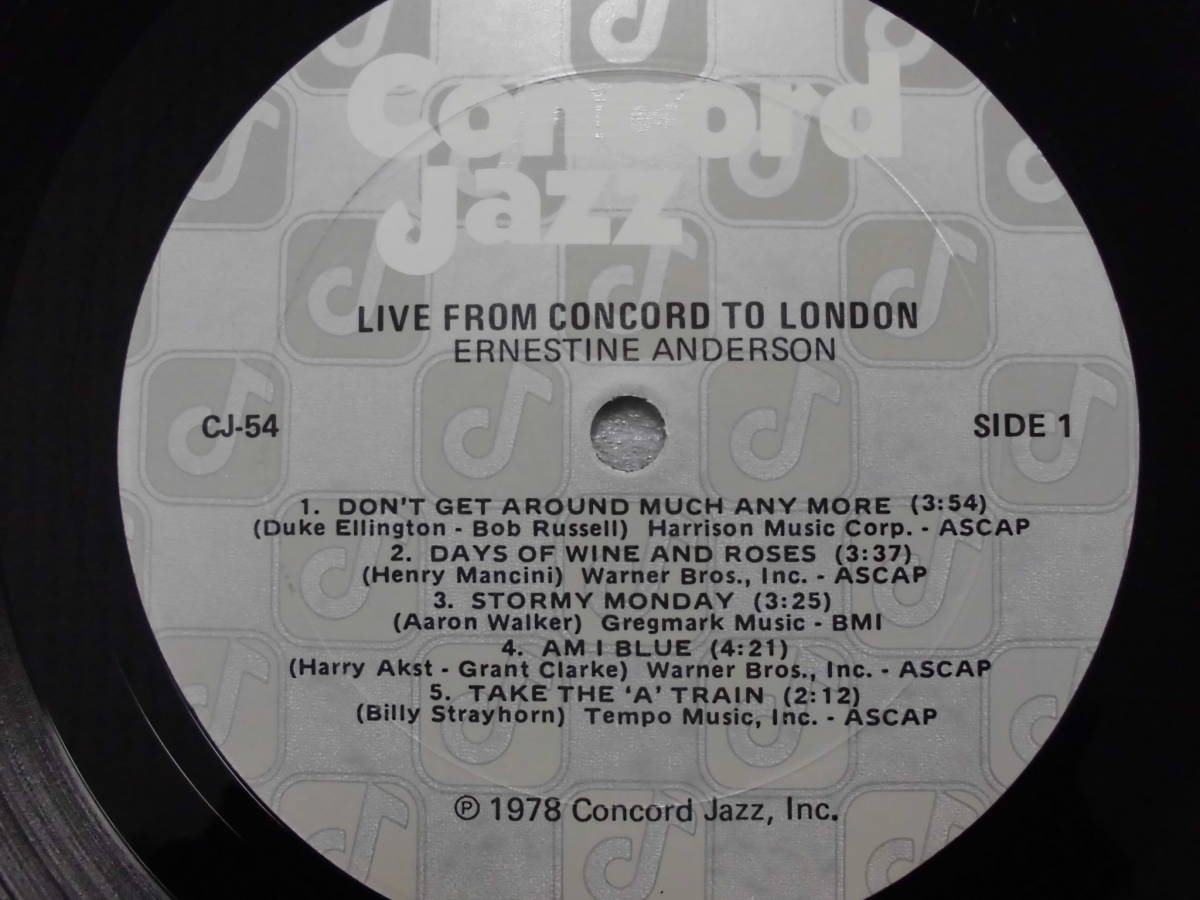 Concord
Jazz
LIVE FROM CONCORD TO LONDON
ERNESTINE ANDERSON
CJ-54
SIDE 1
1. DON'T GET AROUND MUCH ANY MORE (3:54)
(Duke Ellington - Bob Russell) Harrison Music Corp. - ASCAP
2. DAYS OF WINE AND ROSES (3:37)
(Henry Mancini) Warner Bros., Inc. - ASCAP
3. STORMY MONDAY (3:25)
(Aaron Walker) Gregmark Music - BMI
4. AM I BLUE (4:21)
(Harry Akst - Grant Clarke) Warner Bros., Inc. - ASCAP
5. TAKE THE 'A' TRAIN (2:12)
(Billy Strayhorn) Tempo Music, Inc. - ASCAP
℗ 1978 Concord Jazz, Inc.